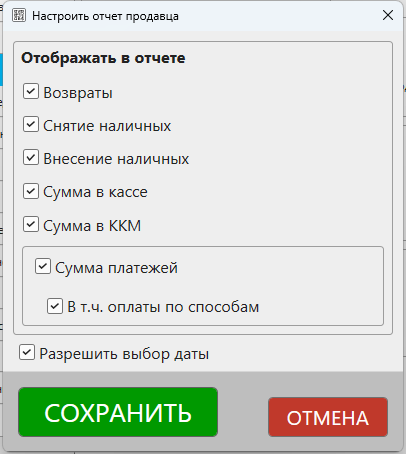 Настроить отчет продавца
Отображать в отчете
Возвраты
Снятие наличных
Внесение наличных
Сумма в кассе
Сумма в ККМ
Сумма платежей
В т.ч. оплаты по способам
Разрешить выбор даты
СОХРАНИТЬ
ОТМЕНА